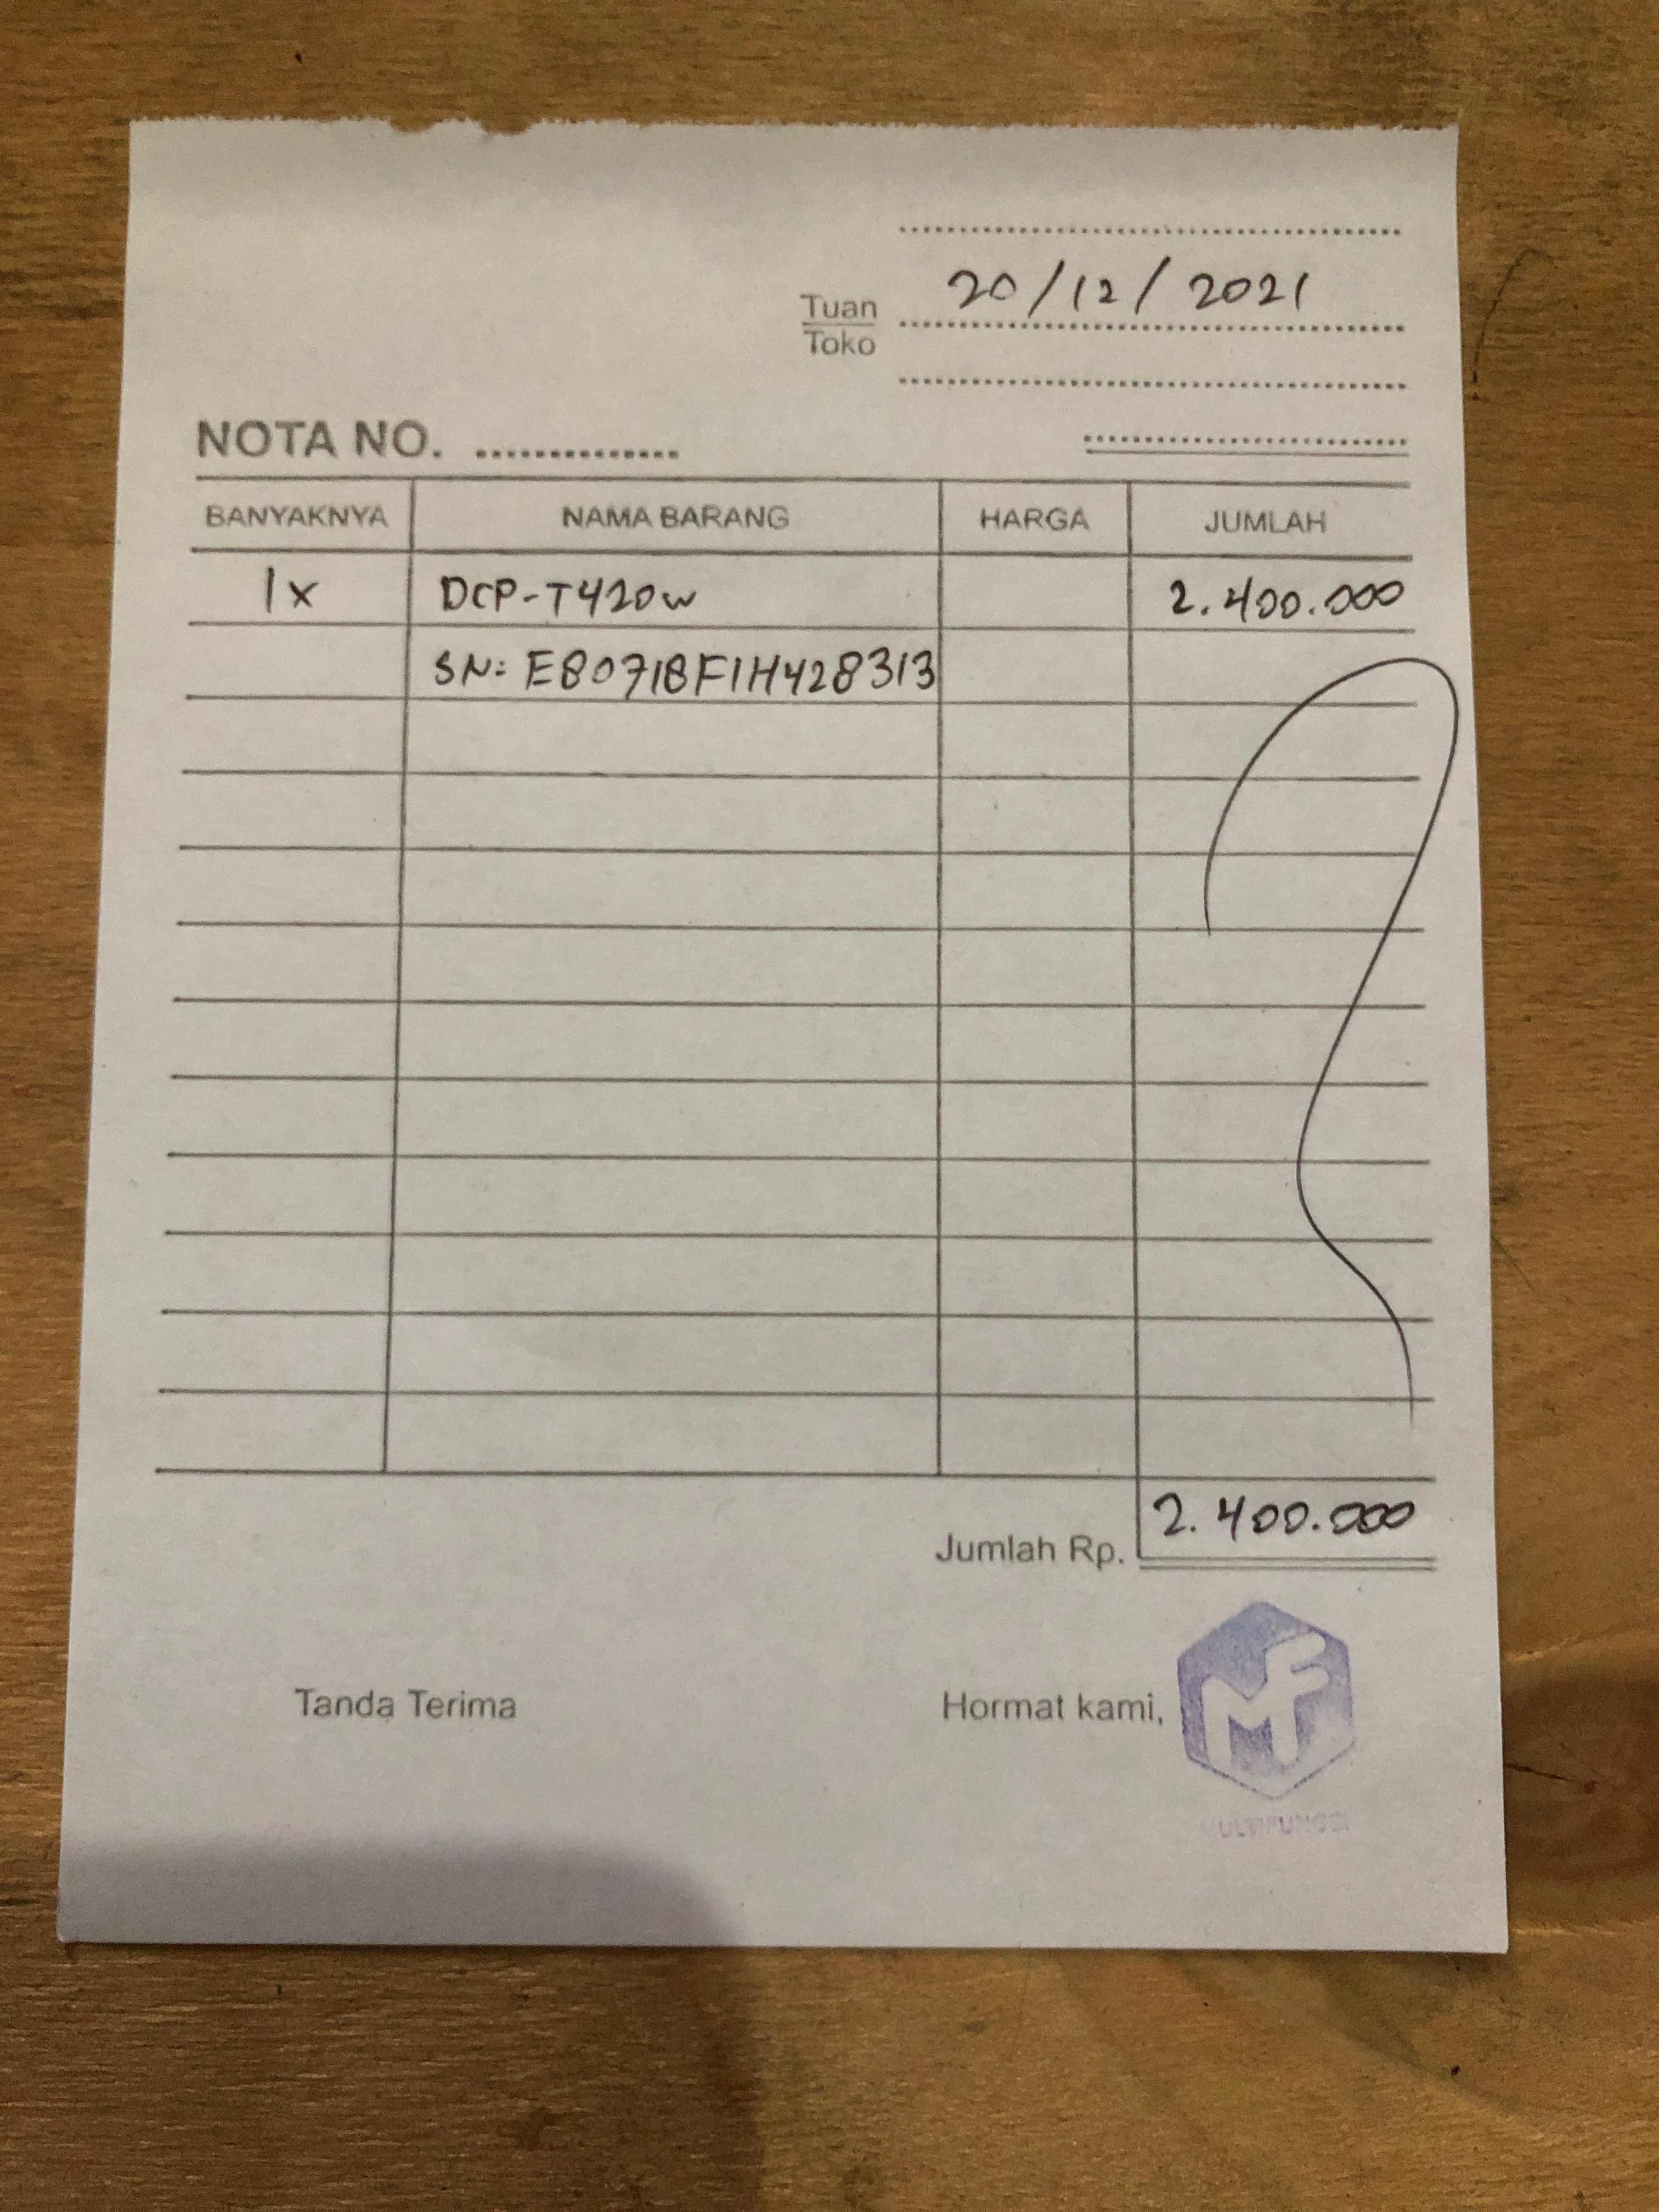 20/12/2021
Tuan
Toko
NOTA NO.
BANYAKNYA NAMA BARANG HARGA JUMLAH
1x DCP-T420w 2.400.000
SN: E80718F1H428313
Jumlah Rp. 2.400.000
Tanda Terima Hormat kami,
MF
MULTIFUNGSI